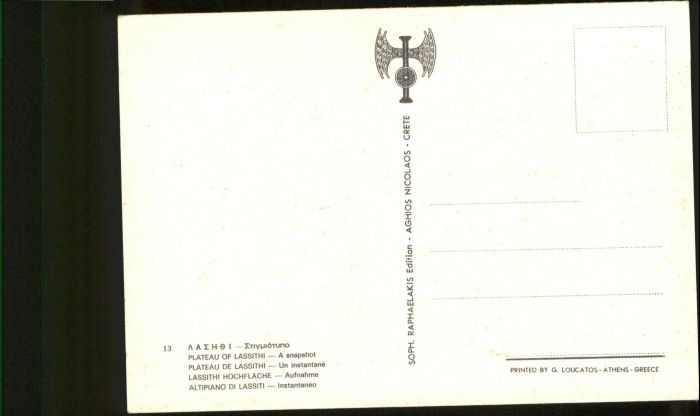 13 ΛΑΣΗΘΙ — Στιγμιότυπο
PLATEAU OF LASSITHI — A snapshot
PLATEAU DE LASSITHI — Un instantané
LASSITHI HOCHFLÄCHE — Aufnahme
ALTIPIANO DI LASSITI — Instantaneo
SOPH. RAPHAELAKIS Edition - AGHIOS NICOLAOS - CRETE
PRINTED BY G. LOUCATOS - ATHENS - GREECE